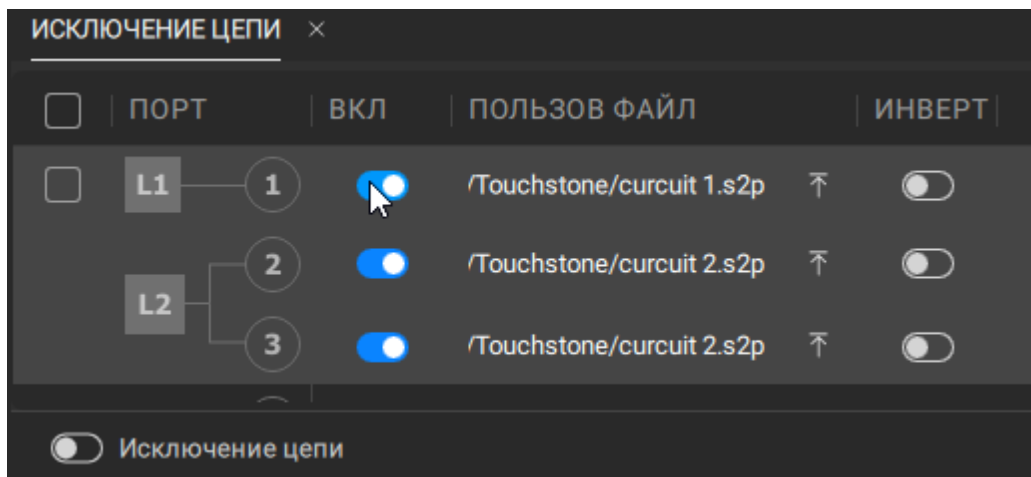 ИСКЛЮЧЕНИЕ ЦЕПИ ×
ПОРТ ВКЛ ПОЛЬЗОВ ФАЙЛ ИНВЕРТ
L1 1 /Touchstone/curcuit 1.s2p
2 /Touchstone/curcuit 2.s2p
L2
3 /Touchstone/curcuit 2.s2p
Исключение цепи